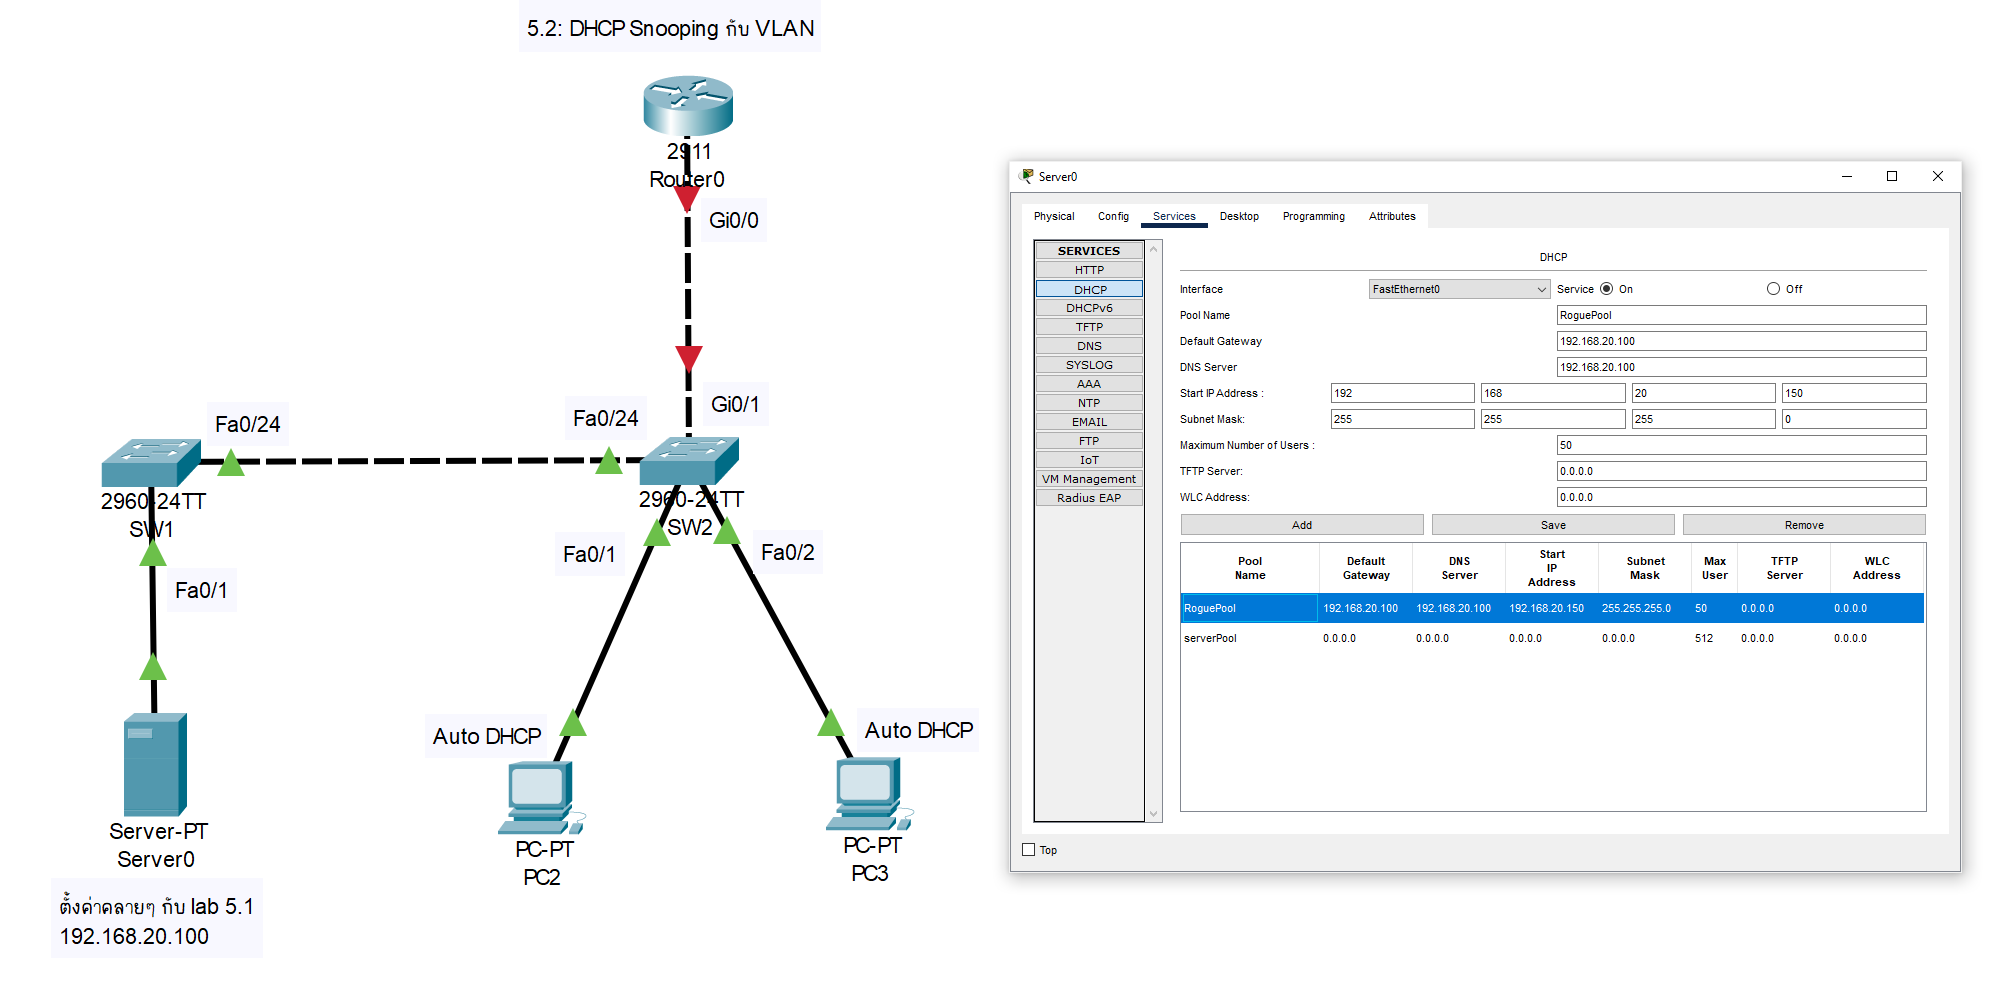 5.2: DHCP Snooping กับ VLAN
2911
Router0
Gi0/0
Gi0/1
Fa0/24
Fa0/24
2960-24TT
SW1
2960-24TT
SW2
Fa0/1
Fa0/1
Fa0/2
Auto DHCP
Auto DHCP
Server-PT
Server0
PC-PT
PC2
PC-PT
PC3
ตั้งค่าคลายๆ กับ lab 5.1
192.168.20.100
Server0
Physical Config Services Desktop Programming Attributes
SERVICES
HTTP
DHCP
DHCPv6
TFTP
DNS
SYSLOG
AAA
NTP
EMAIL
FTP
IoT
VM Management
Radius EAP
DHCP
Interface FastEthernet0 Service On Off
Pool Name RoguePool
Default Gateway 192.168.20.100
DNS Server 192.168.20.100
Start IP Address : 192 168 20 150
Subnet Mask: 255 255 255 0
Maximum Number of Users : 50
TFTP Server: 0.0.0.0
WLC Address: 0.0.0.0
Add Save Remove
Pool Name Default Gateway DNS Server Start IP Address Subnet Mask Max User TFTP Server WLC Address
RoguePool 192.168.20.100 192.168.20.100 192.168.20.150 255.255.255.0 50 0.0.0.0 0.0.0.0
serverPool 0.0.0.0 0.0.0.0 0.0.0.0 0.0.0.0 512 0.0.0.0 0.0.0.0
Top